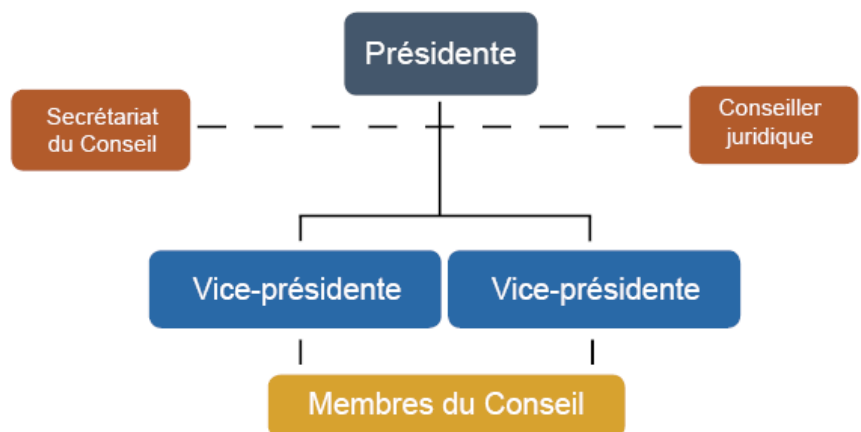 Présidente
Secrétariat
du Conseil
Conseiller
juridique
Vice-présidente
Vice-présidente
Membres du Conseil